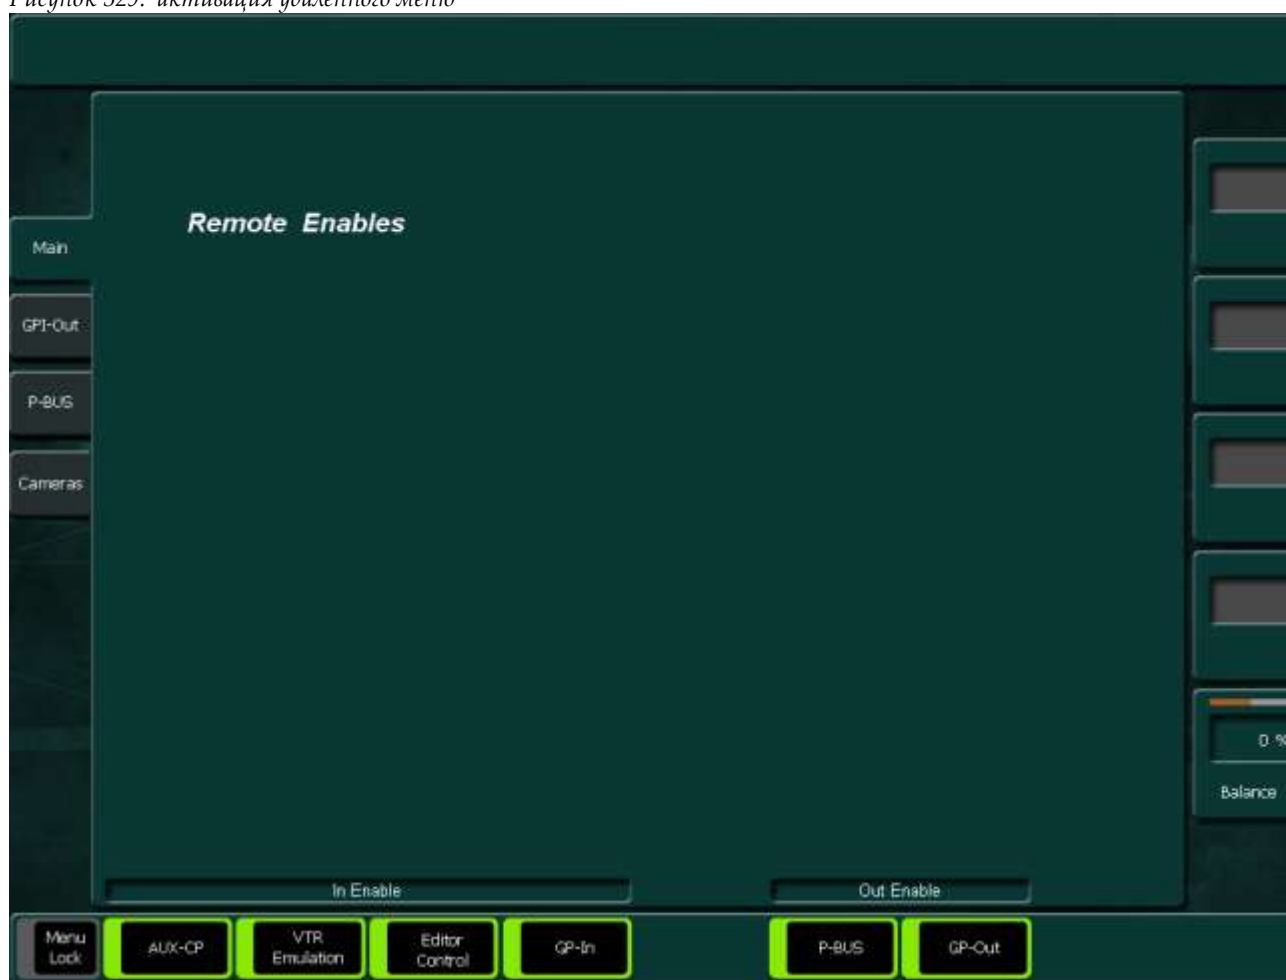 Рисунок 329: активация удаленного меню
Remote Enables
Main
GPI-Out
P-BUS
Cameras
0 %
Balance
In Enable
Out Enable
Menu
Lock
AUX-CP
VTR
Emulation
Editor
Control
GP-In
P-BUS
GP-Out